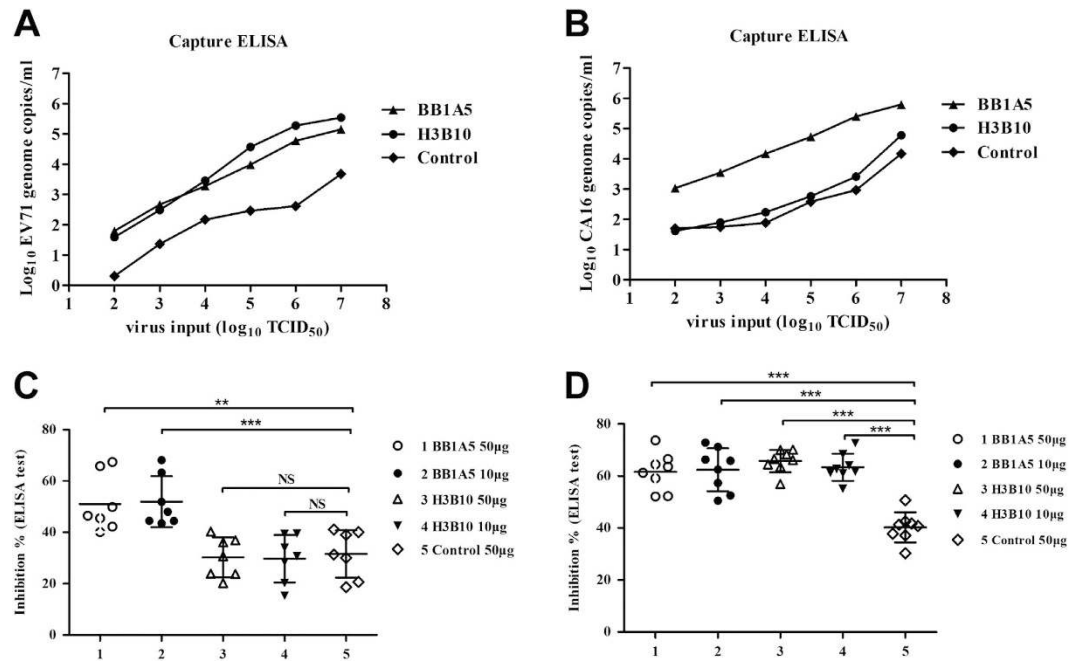 A
Capture ELISA
Log10 EV71 genome copies/ml
7
6
5
4
3
2
1
0
1 2 3 4 5 6 7 8
virus input (log10 TCID50)
BB1A5
H3B10
Control
B
Capture ELISA
Log10 CA16 genome copies/ml
7
6
5
4
3
2
1
0
1 2 3 4 5 6 7 8
virus input (log10 TCID50)
BB1A5
H3B10
Control
C
**
***
NS
NS
Inhibition % (ELISA test)
80
60
40
20
0
1 2 3 4 5
1 BB1A5 50μg
2 BB1A5 10μg
3 H3B10 50μg
4 H3B10 10μg
5 Control 50μg
D
***
***
***
***
Inhibition % (ELISA test)
80
60
40
20
0
1 2 3 4 5
1 BB1A5 50μg
2 BB1A5 10μg
3 H3B10 50μg
4 H3B10 10μg
5 Control 50μg